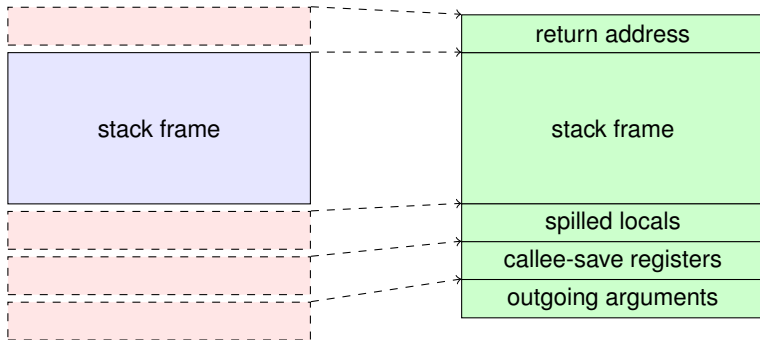 return address
stack frame
stack frame
spilled locals
callee-save registers
outgoing arguments